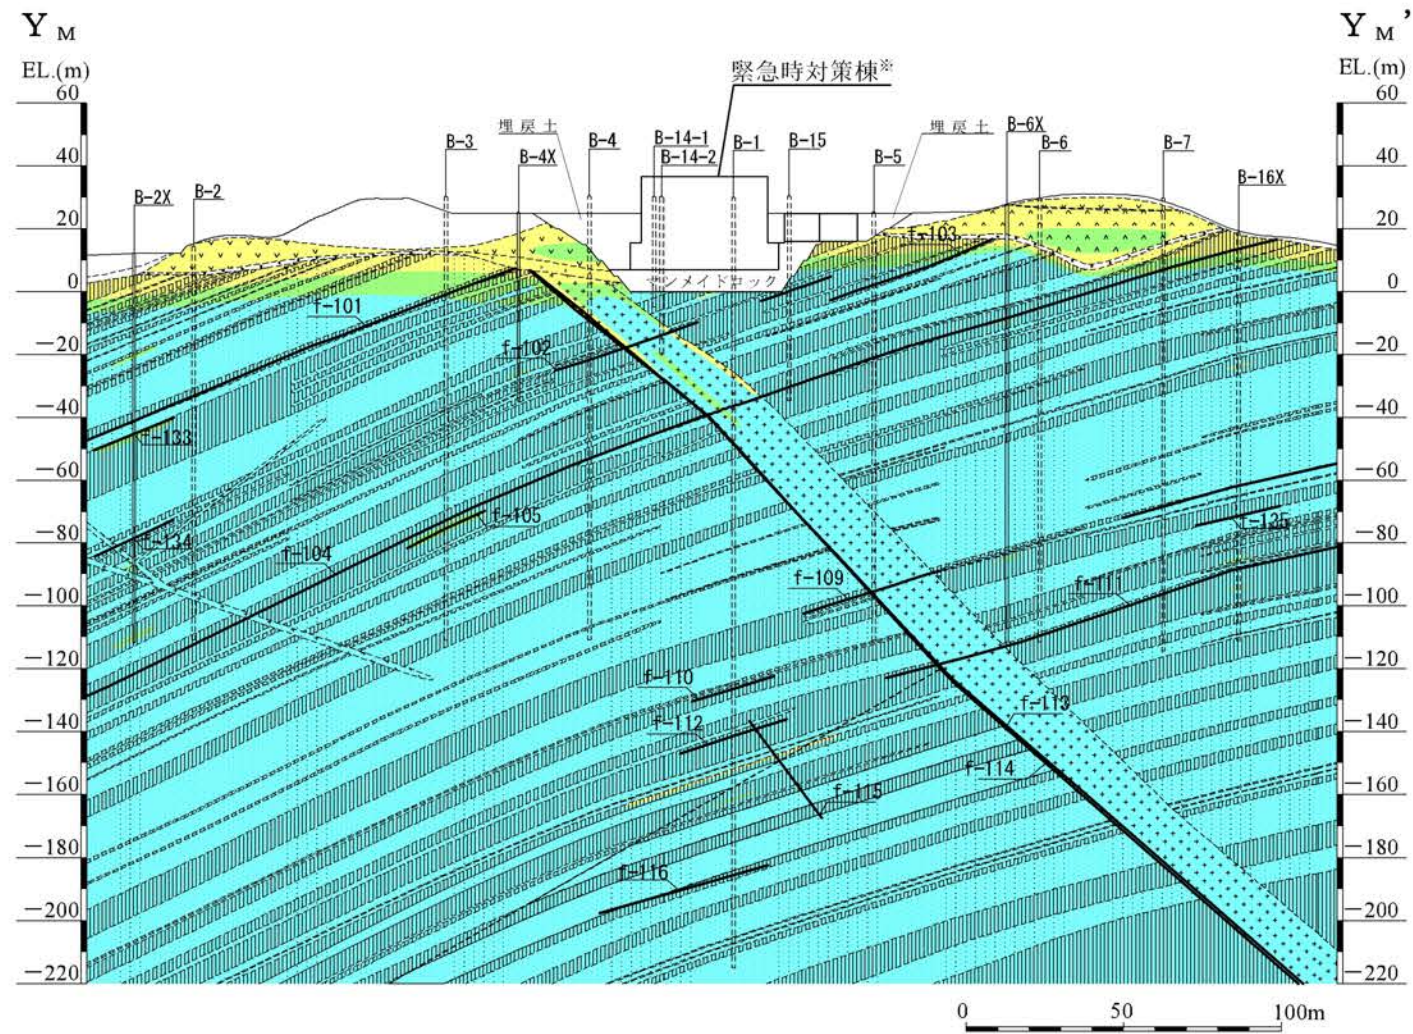 Y M
Y M'
EL.(m)
EL.(m)
緊急時対策棟※
60
60
埋戻土
埋戻土
B-3
B-4X
B-4
B-14-1
B-14-2
B-1
B-15
B-5
B-6X
B-6
B-7
B-16X
B-2X
B-2
40
40
20
20
f-103
0
0
マンメイドロック
f-101
-20
-20
f-102
-40
-40
f-133
-60
-60
f-105
-80
-80
f-134
f-104
f-125
-100
-100
f-109
f-111
-120
-120
f-110
f-113
-140
-140
f-112
f-114
-160
-160
f-115
-180
-180
f-116
-200
-200
-220
-220
0 50 100m